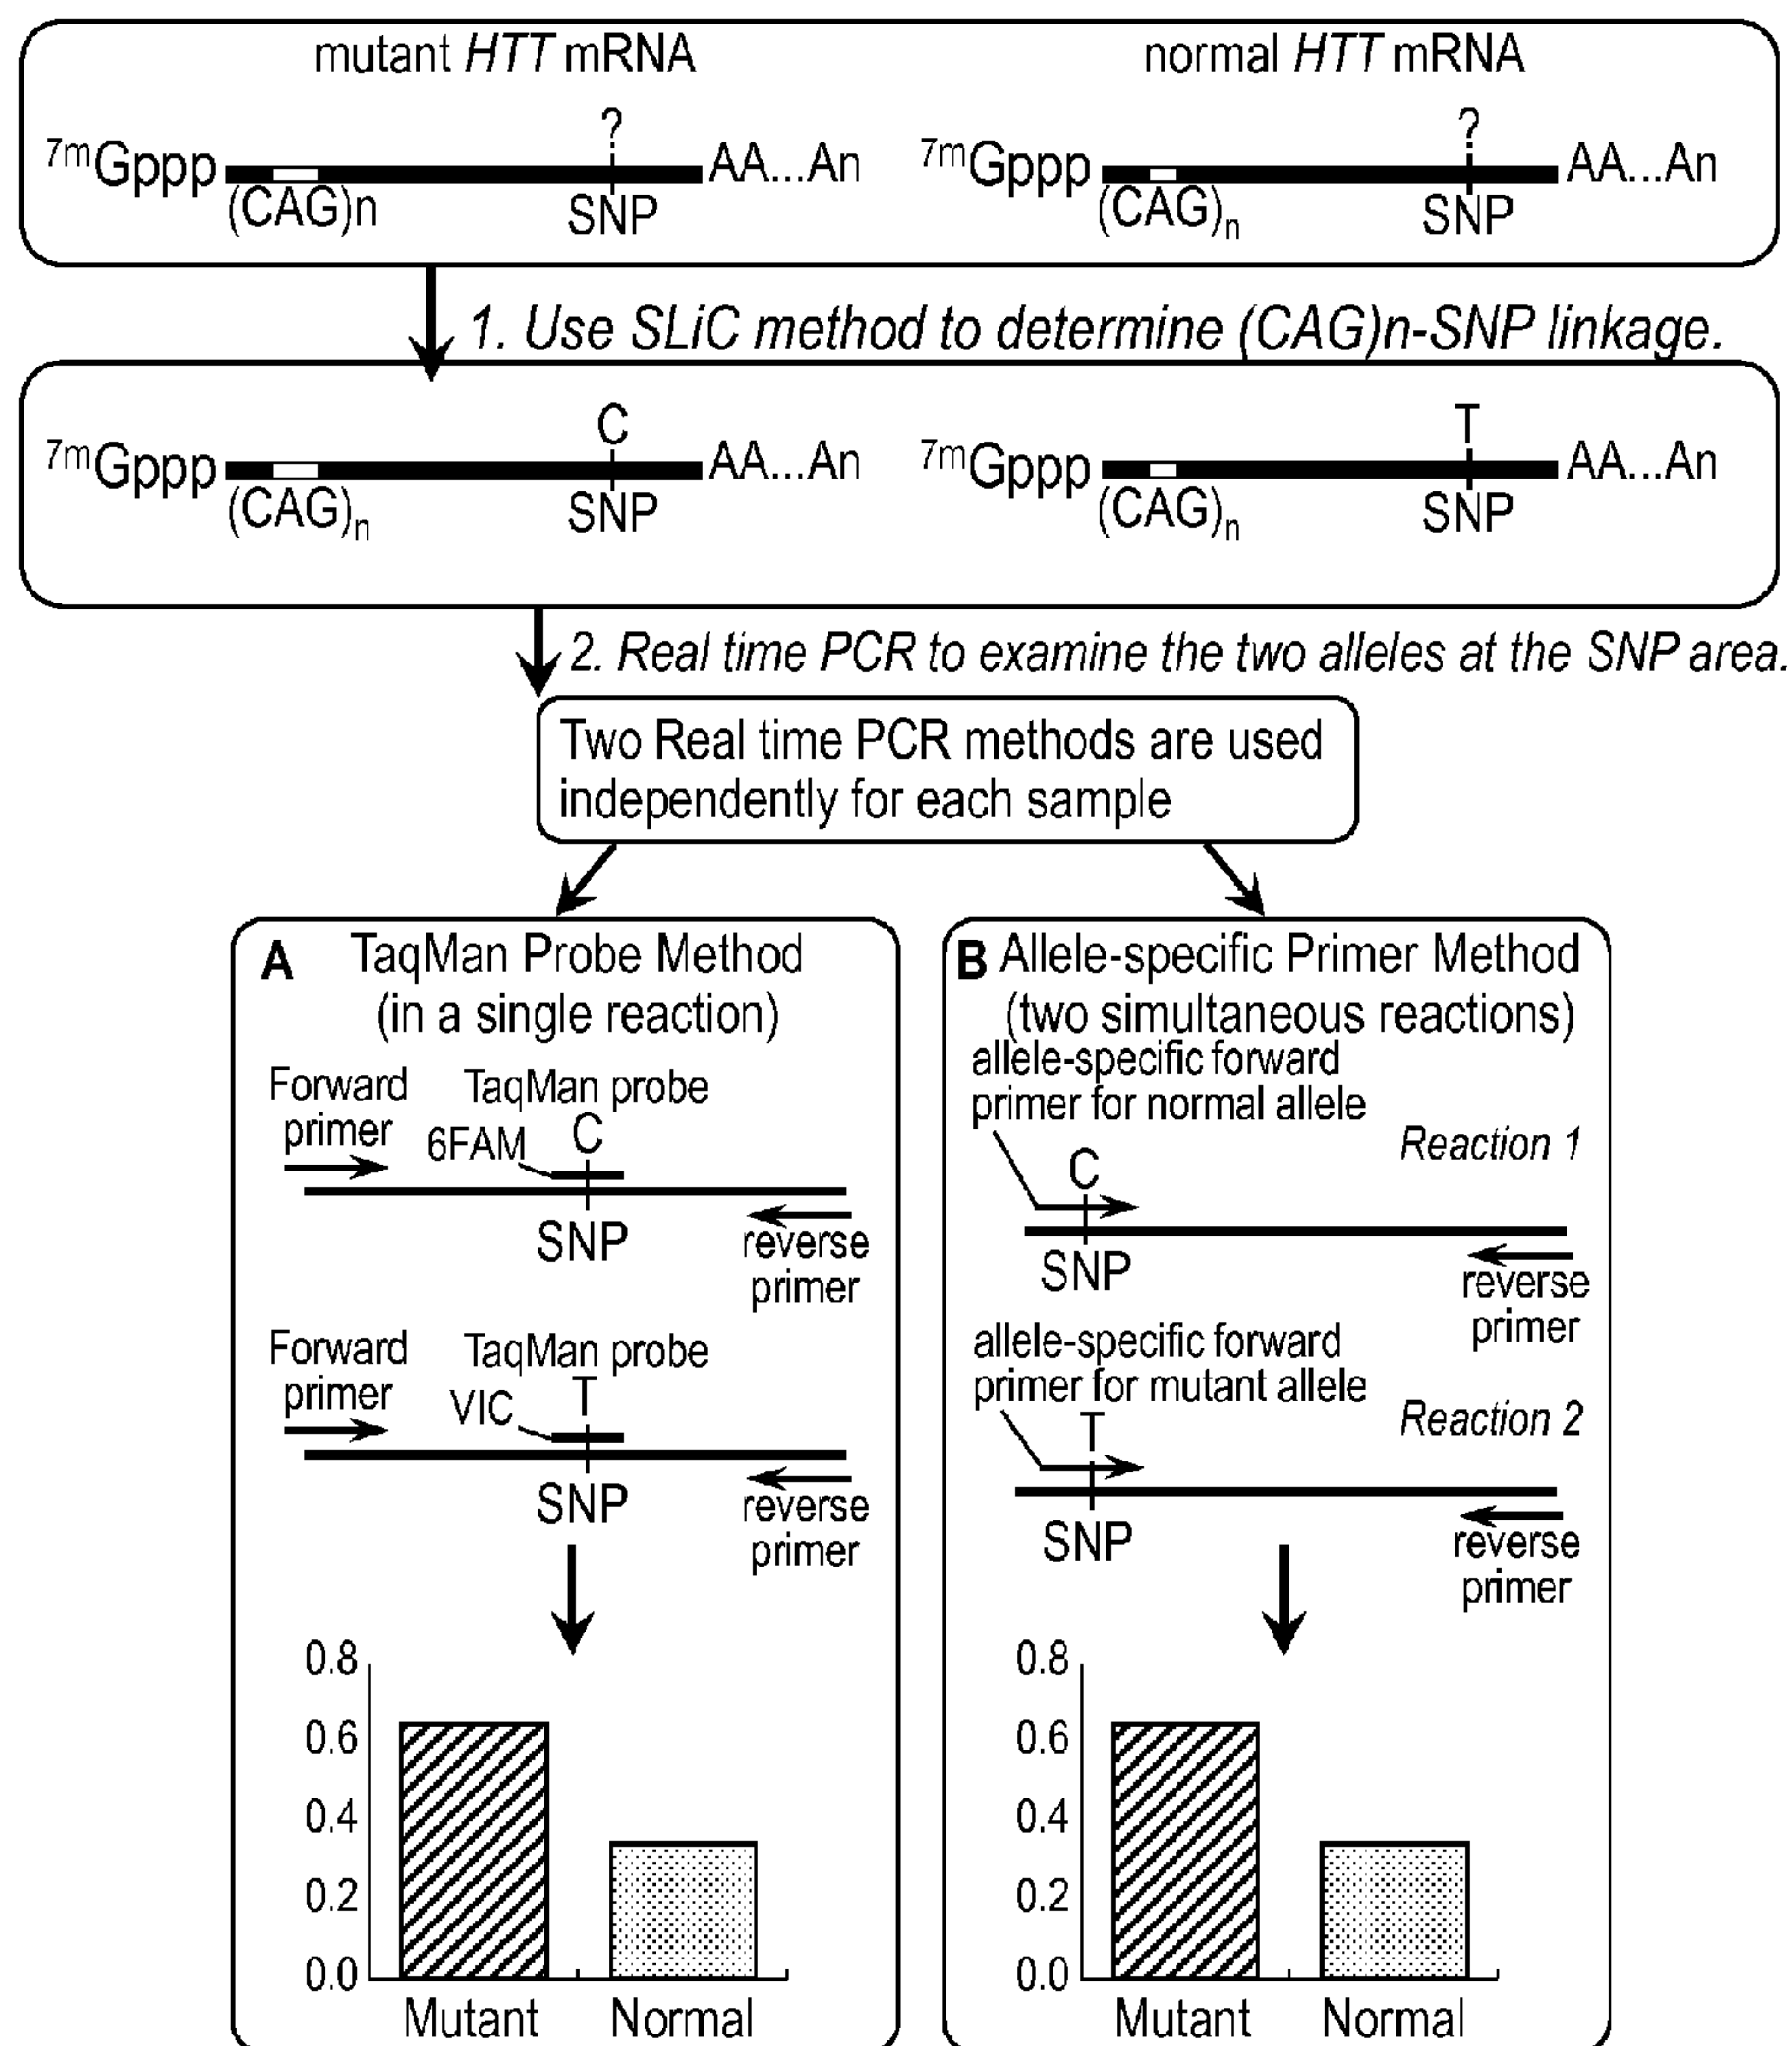 mutant HTT mRNA
normal HTT mRNA
?
7mGppp
AA...An
(CAG)n
SNP
?
7mGppp
AA...An
(CAG)n
SNP
1. Use SLiC method to determine (CAG)n-SNP linkage.
C
7mGppp
AA...An
(CAG)n
SNP
T
7mGppp
AA...An
(CAG)n
SNP
2. Real time PCR to examine the two alleles at the SNP area.
Two Real time PCR methods are used
independently for each sample
A TaqMan Probe Method
(in a single reaction)
Forward
primer
TaqMan probe
6FAM
C
SNP
reverse
primer
Forward
primer
TaqMan probe
VIC
T
SNP
reverse
primer
0.8
0.6
0.4
0.2
0.0
Mutant Normal
B Allele-specific Primer Method
(two simultaneous reactions)
allele-specific forward
primer for normal allele
Reaction 1
C
SNP
reverse
primer
allele-specific forward
primer for mutant allele
Reaction 2
T
SNP
reverse
primer
0.8
0.6
0.4
0.2
0.0
Mutant Normal